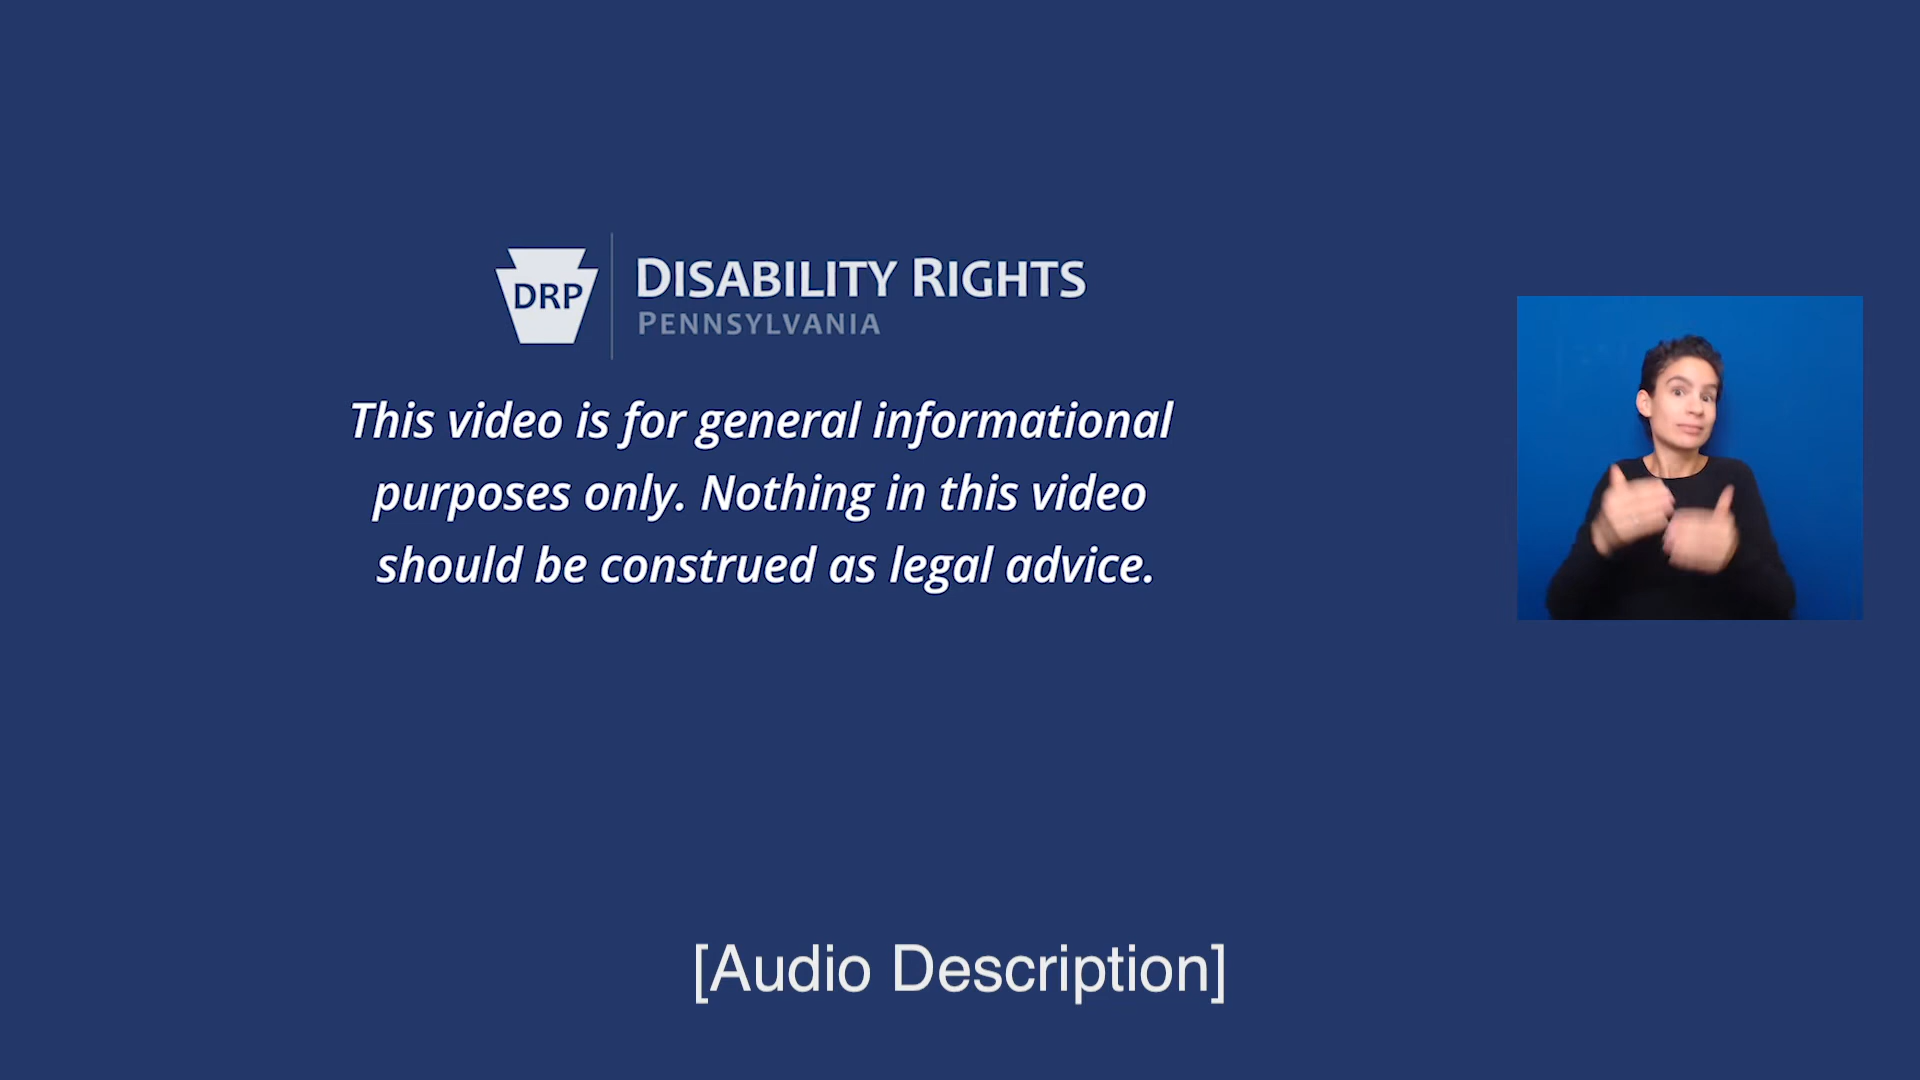 DRP
DISABILITY RIGHTS
PENNSYLVANIA
This video is for general informational
purposes only. Nothing in this video
should be construed as legal advice.
[Audio Description]